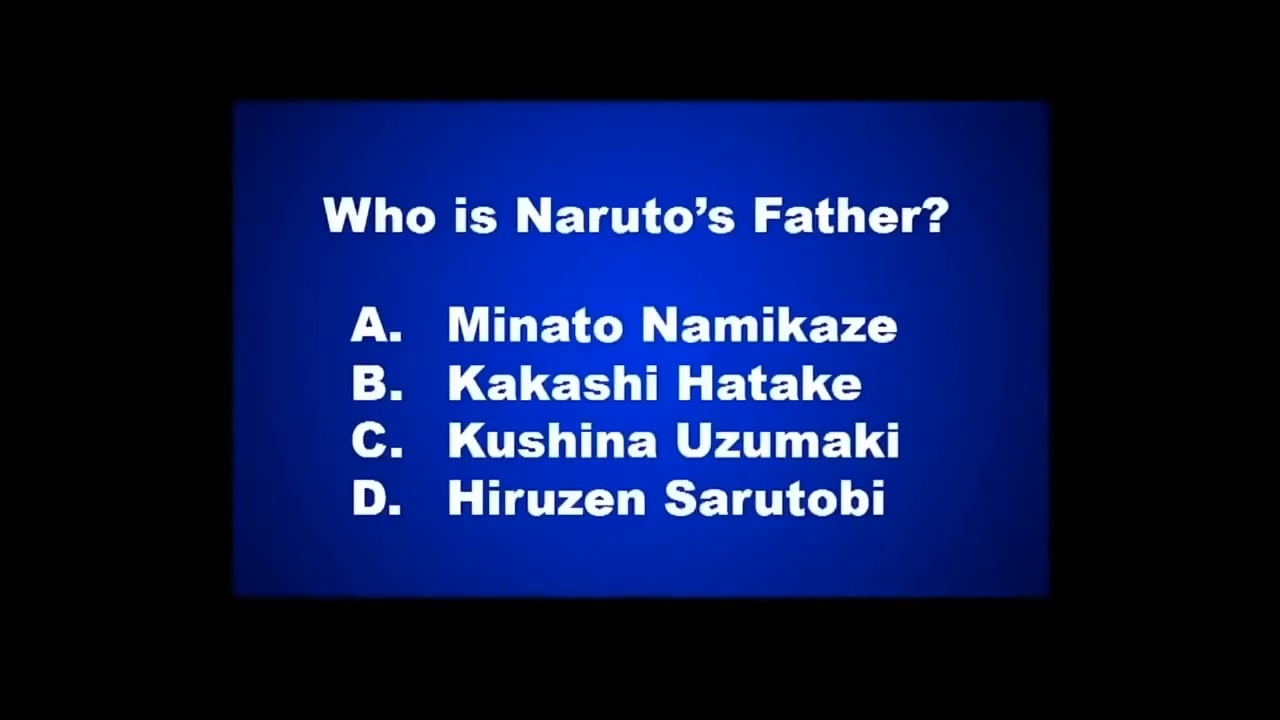 Who is Naruto’s Father?
A. Minato Namikaze
B. Kakashi Hatake
C. Kushina Uzumaki
D. Hiruzen Sarutobi